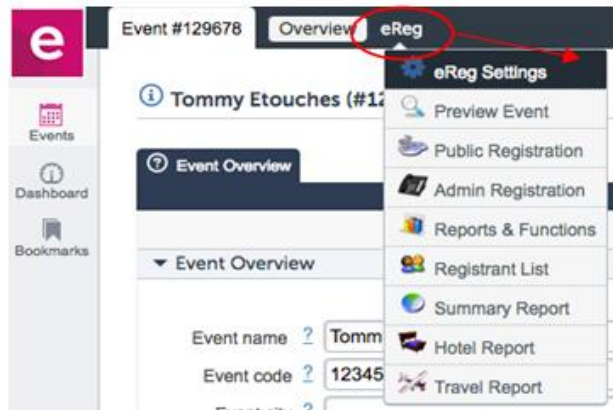 e
Event #129678 Overview eReg
eReg Settings
Tommy Etouches (#12
Preview Event
Events
Public Registration
Event Overview
Dashboard
Admin Registration
Reports & Functions
Bookmarks
Event Overview
Registrant List
Summary Report
Event name ? Tomm
Hotel Report
Event code ? 12345
Travel Report